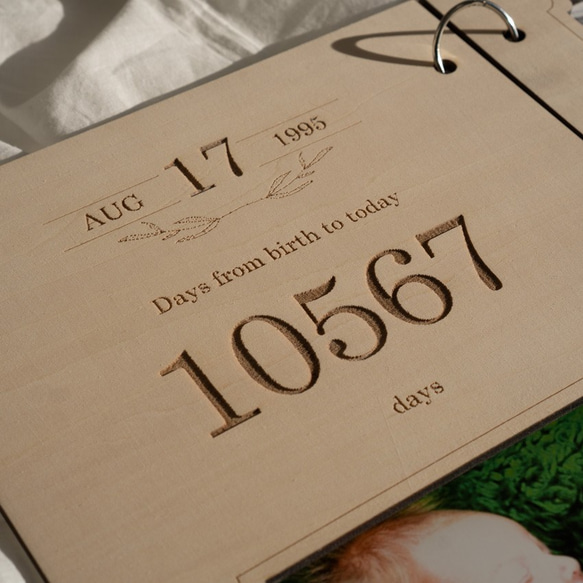 AUG 17 1995
Days from birth to today
10567
days